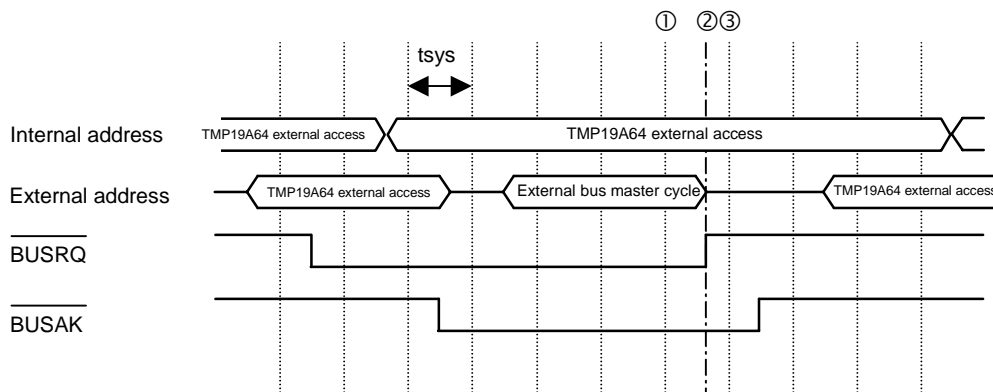 ① ②③
tsys
Internal address TMP19A64 external access TMP19A64 external access
External address TMP19A64 external access External bus master cycle TMP19A64 external access
BUSRQ
BUSAK